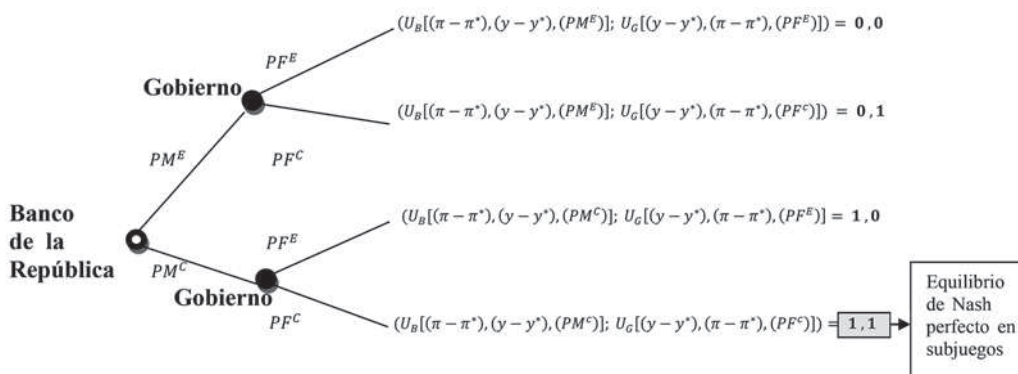 (U_B[(π − π*), (y − y*), (PM^E)]; U_G[(y − y*), (π − π*), (PF^E)]) = 0,0
PF^E
Gobierno
(U_B[(π − π*), (y − y*), (PM^E)]; U_G[(y − y*), (π − π*), (PF^C)]) = 0,1
PM^E
PF^C
Banco
de la
República
(U_B[(π − π*), (y − y*), (PM^C)]; U_G[(y − y*), (π − π*), (PF^E)] = 1,0
PF^E
PM^C
Gobierno
PF^C
(U_B[(π − π*), (y − y*), (PM^C)]; U_G[(y − y*), (π − π*), (PF^C)]) = 1,1
Equilibrio
de Nash
perfecto en
subjuegos